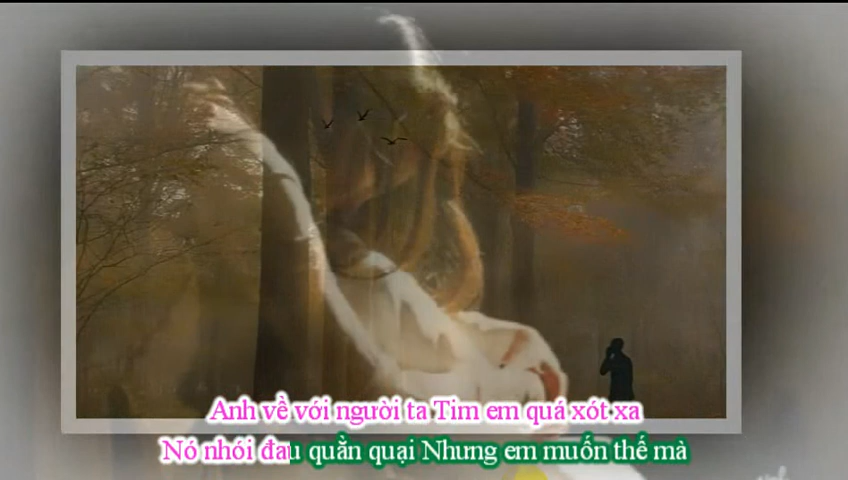 Anh về với người ta Tim em quá xót xa
Nó nhói đau quằn quại Nhưng em muốn thế mà